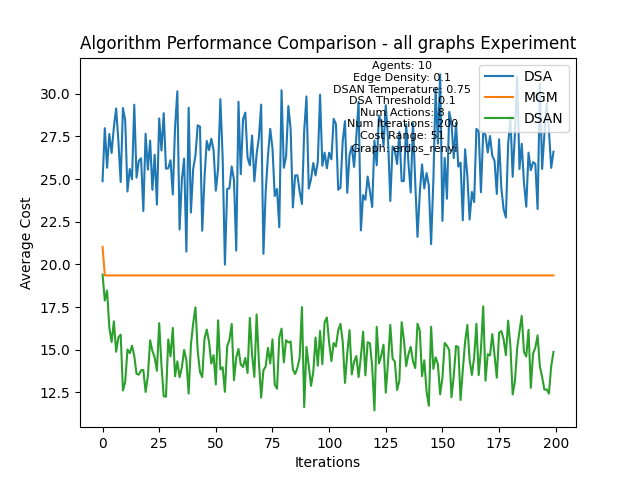 Algorithm Performance Comparison - all graphs Experiment
Agents: 10
Edge Density: 0.1
DSAN Temperature: 0.75
DSA Threshold: 0.1
Num Actions: 8
Num Iterations: 200
Cost Range: 51
Graph: erdos_renyi
DSA
MGM
DSAN
Average Cost
30.0
27.5
25.0
22.5
20.0
17.5
15.0
12.5
0
25
50
75
100
125
150
175
200
Iterations